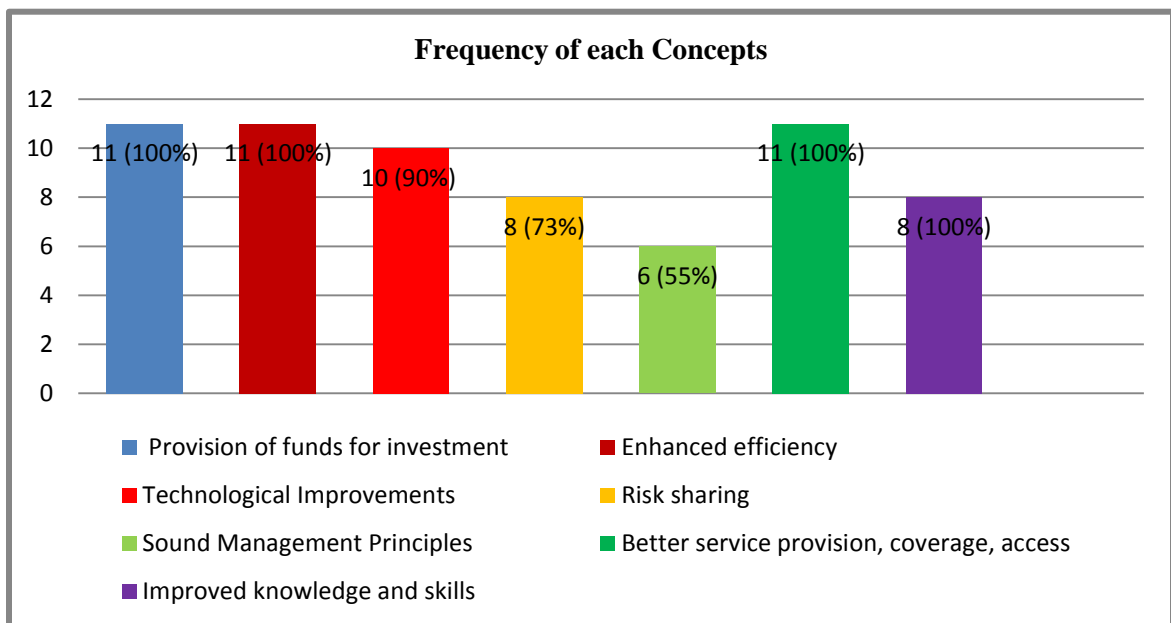 Frequency of each Concepts
12
10
8
6
4
2
0
11 (100%)
11 (100%)
10 (90%)
8 (73%)
6 (55%)
11 (100%)
8 (100%)
Provision of funds for investment
Enhanced efficiency
Technological Improvements
Risk sharing
Sound Management Principles
Better service provision, coverage, access
Improved knowledge and skills